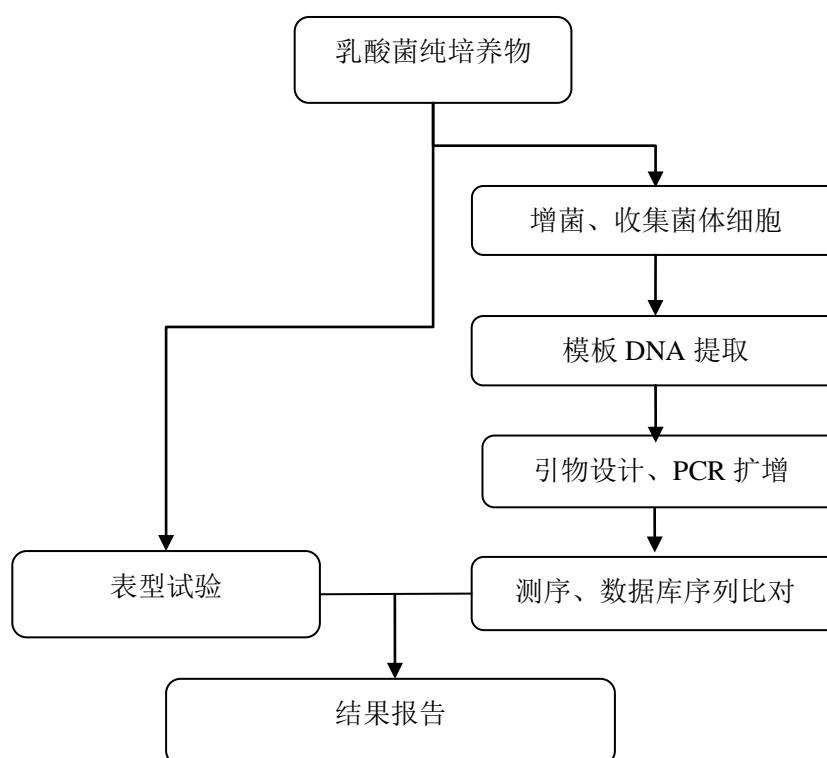 乳酸菌纯培养物
增菌、收集菌体细胞
模板 DNA 提取
引物设计、PCR 扩增
表型试验
测序、数据库序列比对
结果报告